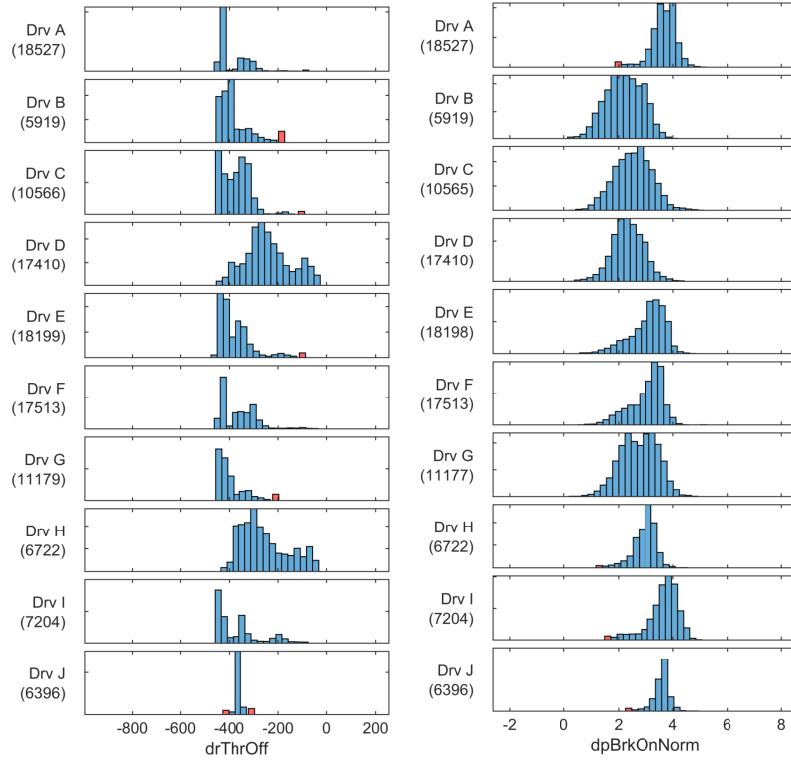 Drv A
(18527)
Drv B
(5919)
Drv C
(10566)
Drv D
(17410)
Drv E
(18199)
Drv F
(17513)
Drv G
(11179)
Drv H
(6722)
Drv I
(7204)
Drv J
(6396)
-800 -600 -400 -200 0 200
drThrOff
Drv A
(18527)
Drv B
(5919)
Drv C
(10565)
Drv D
(17410)
Drv E
(18198)
Drv F
(17513)
Drv G
(11177)
Drv H
(6722)
Drv I
(7204)
Drv J
(6396)
-2 0 2 4 6 8
dpBrkOnNorm